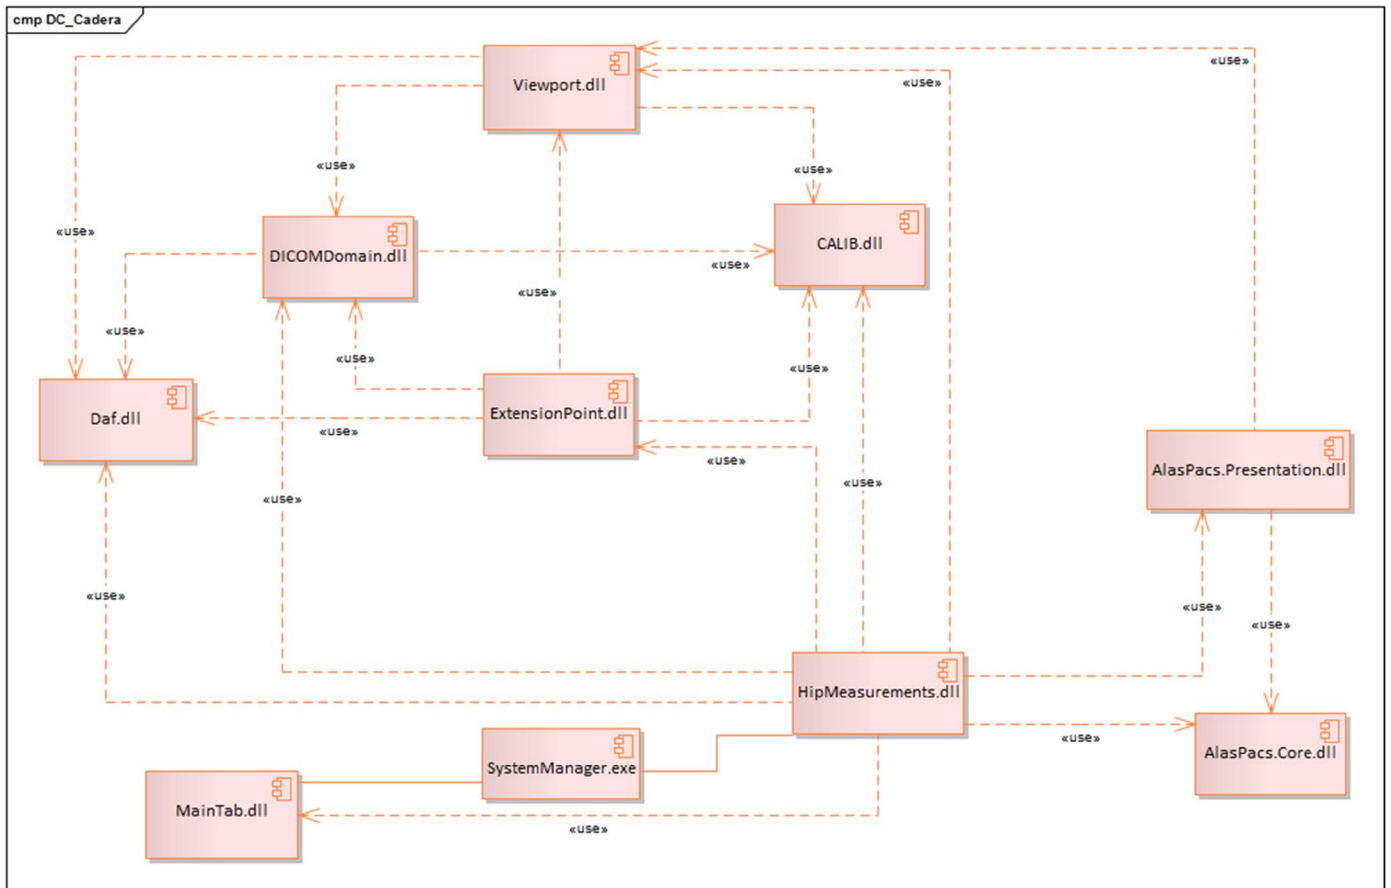 cmp DC_Cadera
«use»
Viewport.dll
«use»
«use»
«use»
«use»
DICOMDomain.dll
CALIB.dll
«use»
«use»
«use»
«use»
«use»
«use»
Daf.dll
ExtensionPoint.dll
«use»
«use»
AlasPacs.Presentation.dll
«use»
«use»
«use»
«use»
«use»
HipMeasurements.dll
«use»
AlasPacs.Core.dll
SystemManager.exe
MainTab.dll
«use»